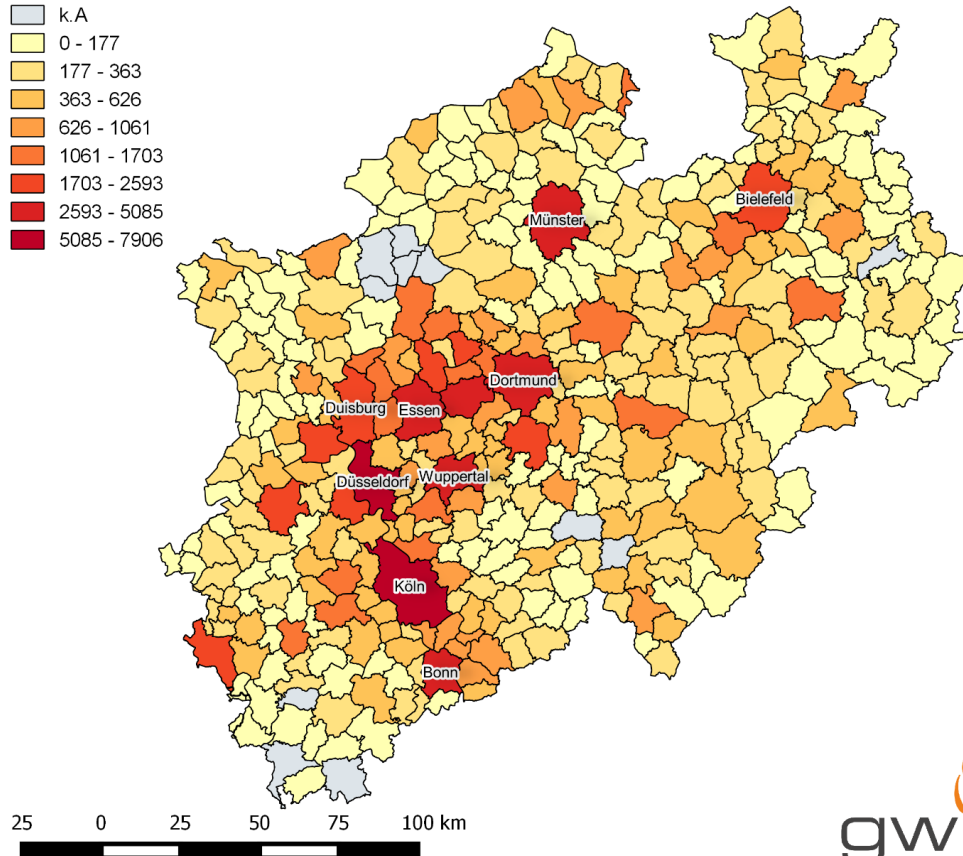 k.A
0 - 177
177 - 363
363 - 626
626 - 1061
1061 - 1703
1703 - 2593
2593 - 5085
5085 - 7906
Bielefeld
Münster
Dortmund
Duisburg
Essen
Wuppertal
Düsseldorf
Köln
Bonn
25 0 25 50 75 100 km
gw